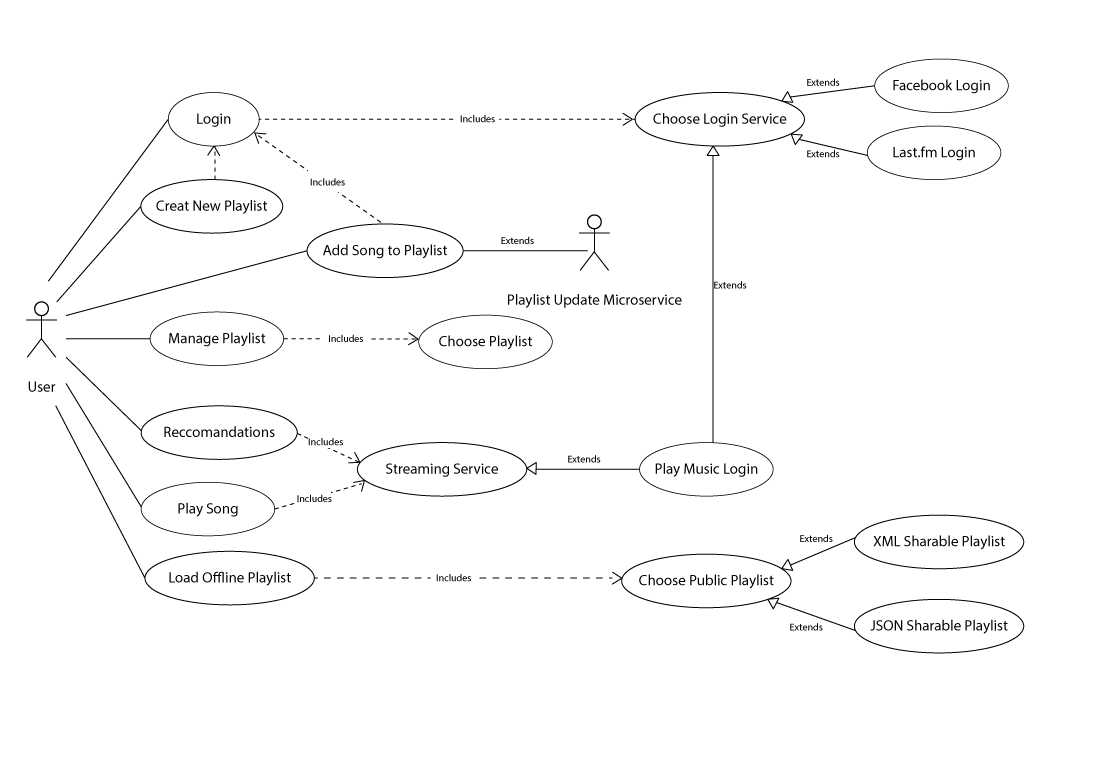 Facebook Login
Extends
Login
Includes
Choose Login Service
Extends
Last.fm Login
Includes
Creat New Playlist
Add Song to Playlist
Extends
Extends
Playlist Update Microservice
Manage Playlist
Includes
Choose Playlist
User
Reccomandations
Includes
Streaming Service
Extends
Play Music Login
Includes
Play Song
XML Sharable Playlist
Extends
Load Offline Playlist
Includes
Choose Public Playlist
Extends
JSON Sharable Playlist